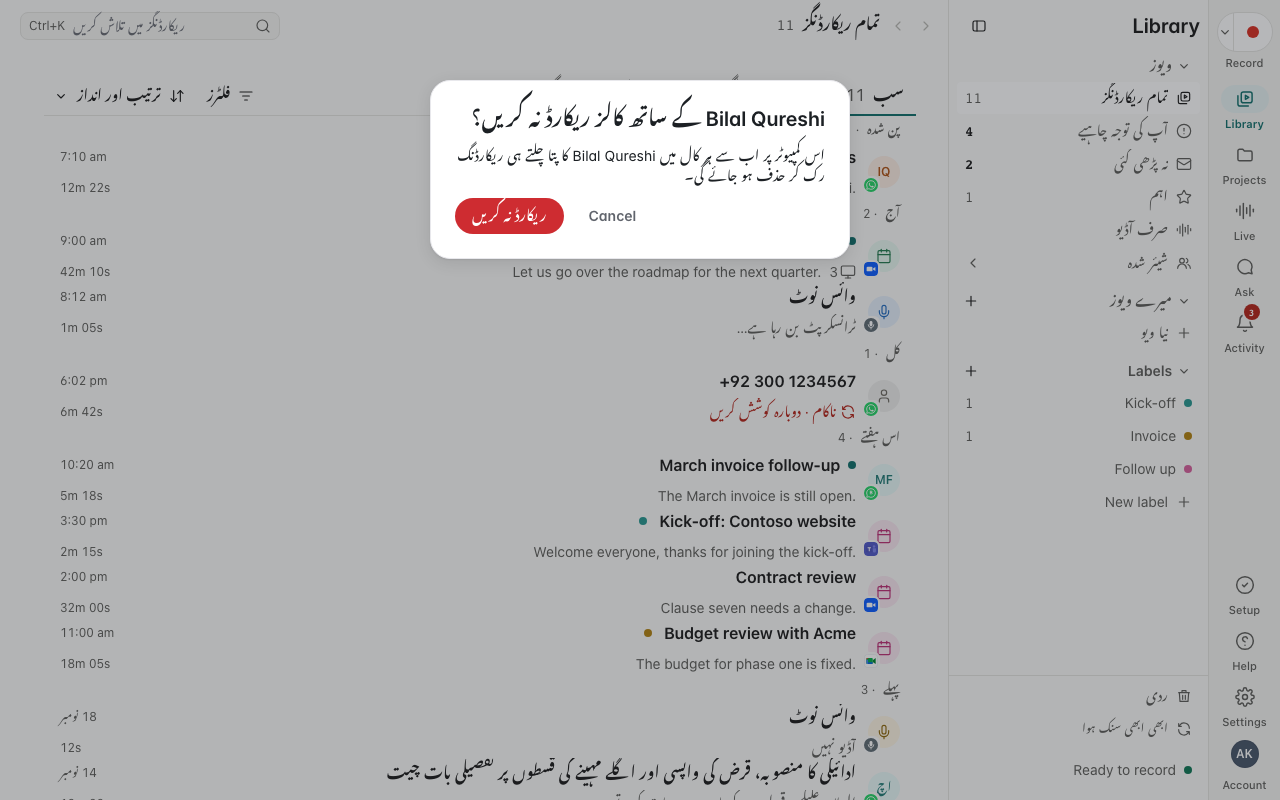 Record
Library
Projects
Live
Ask
3
Activity
Setup
Help
Settings
AK
Account
Library
ویوز
تمام ریکارڈنگز 11
آپ کی توجہ چاہیے 4
نہ پڑھی گئی 2
اہم 1
صرف آڈیو
شیئر شدہ
میرے ویوز
نیا ویو
Labels
Kick-off 1
Invoice 1
Follow up
New label
ردی
ابھی ابھی سنک ہوا
Ready to record
تمام ریکارڈنگز 11
ریکارڈنگز میں تلاش کریں Ctrl+K
سب 11
فلٹرز
ترتیب اور انداز
Bilal Qureshi کے ساتھ کالز ریکارڈ نہ کریں؟
اس کمپیوٹر پر اب سے ہر کال میں Bilal Qureshi کا پتا چلتے ہی ریکارڈنگ
رک کر حذف ہو جائے گی۔
Cancel
ریکارڈ نہ کریں
پن شدہ ·
IQ
7:10 am
12m 22s
آج · 2
9:00 am
3 Let us go over the roadmap for the next quarter.
42m 10s
وائس نوٹ
8:12 am
ٹرانسکرپٹ بن رہا ہے...
1m 05s
کل · 1
+92 300 1234567
6:02 pm
ناکام · دوبارہ کوشش کریں
6m 42s
اس ہفتے · 4
MF
March invoice follow-up
10:20 am
The March invoice is still open.
5m 18s
Kick-off: Contoso website
3:30 pm
Welcome everyone, thanks for joining the kick-off.
2m 15s
Contract review
2:00 pm
Clause seven needs a change.
32m 00s
Budget review with Acme
11:00 am
The budget for phase one is fixed.
18m 05s
پہلے · 3
وائس نوٹ
18 نومبر
آڈیو نہیں
12s
اچ
ادائیگی کا منصوبہ، قرض کی واپسی اور اگلے مہینے کی قسطوں پر تفصیلی بات چیت
14 نومبر